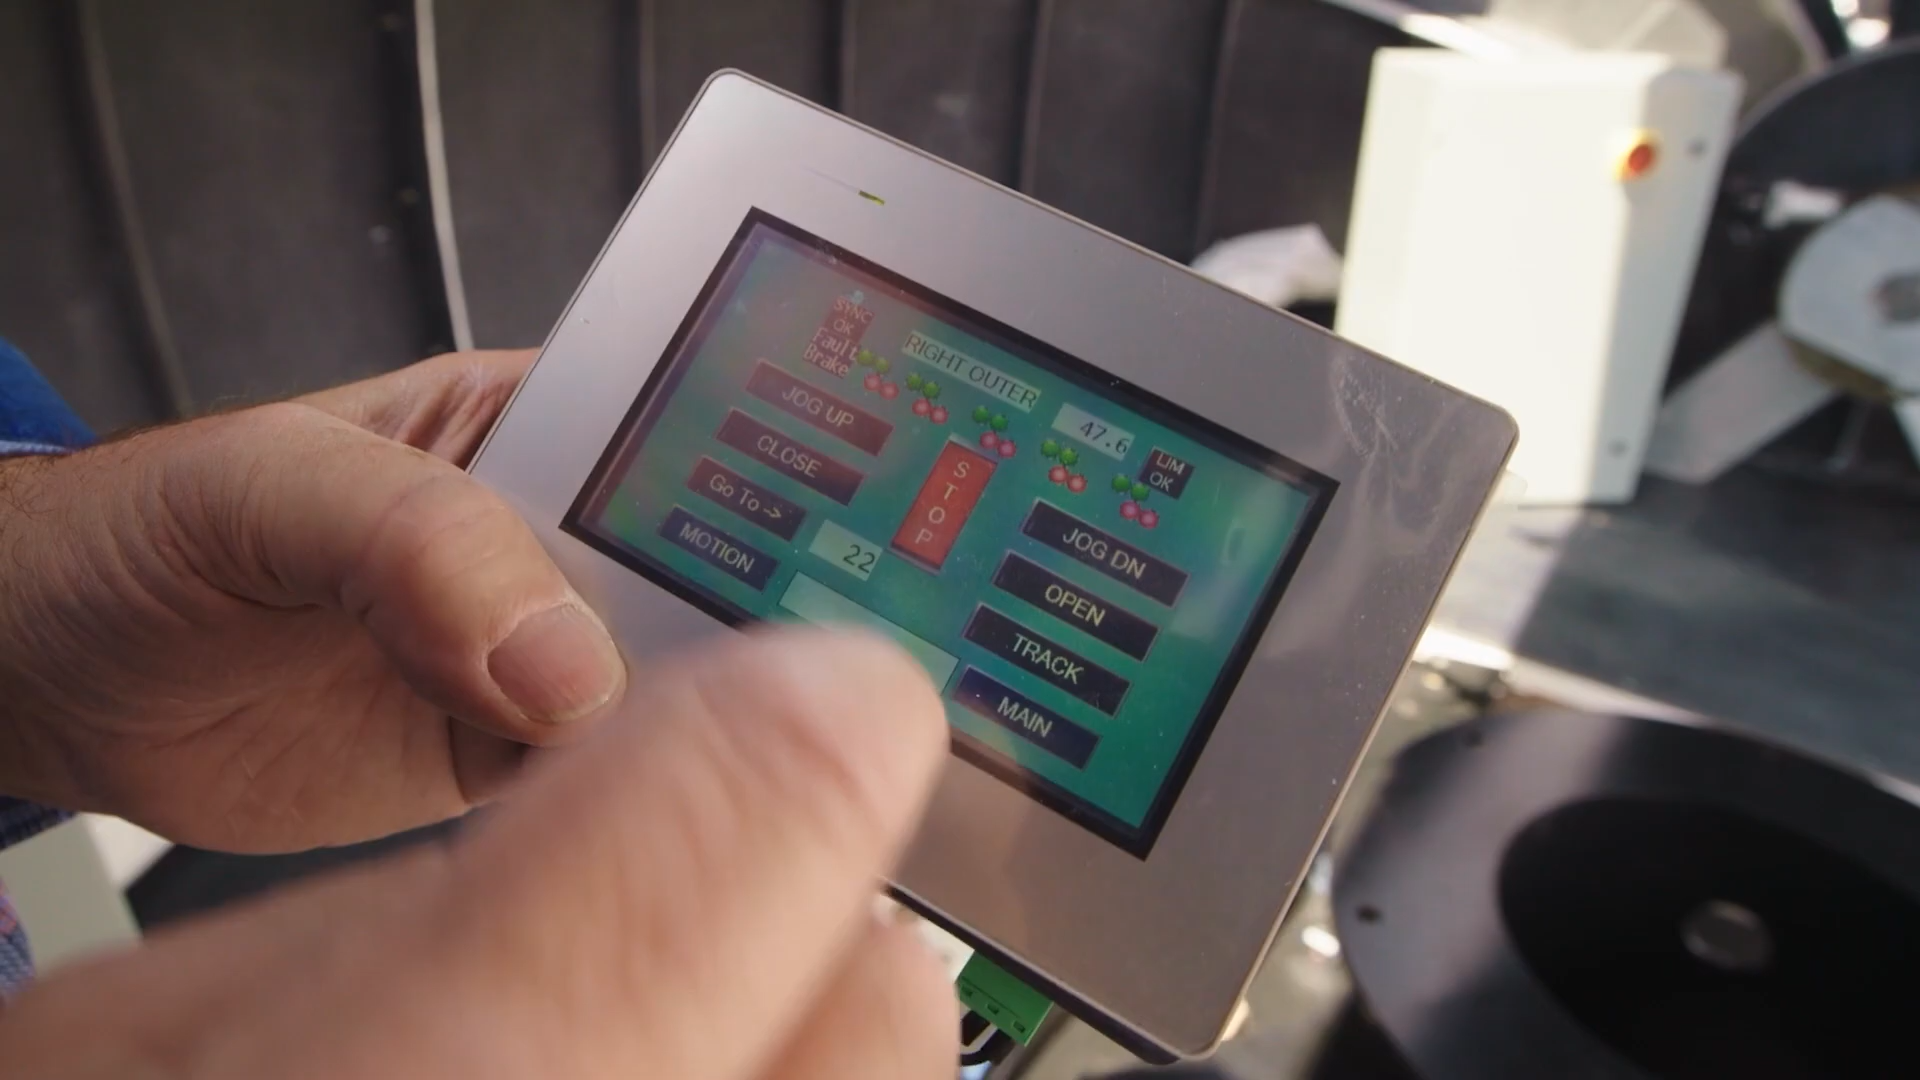 SYNC
OK
Fault
Brake
RIGHT OUTER
47.6
LIM
OK
JOG UP
CLOSE
Go To ->
MOTION
22
STOP
JOG DN
OPEN
TRACK
MAIN